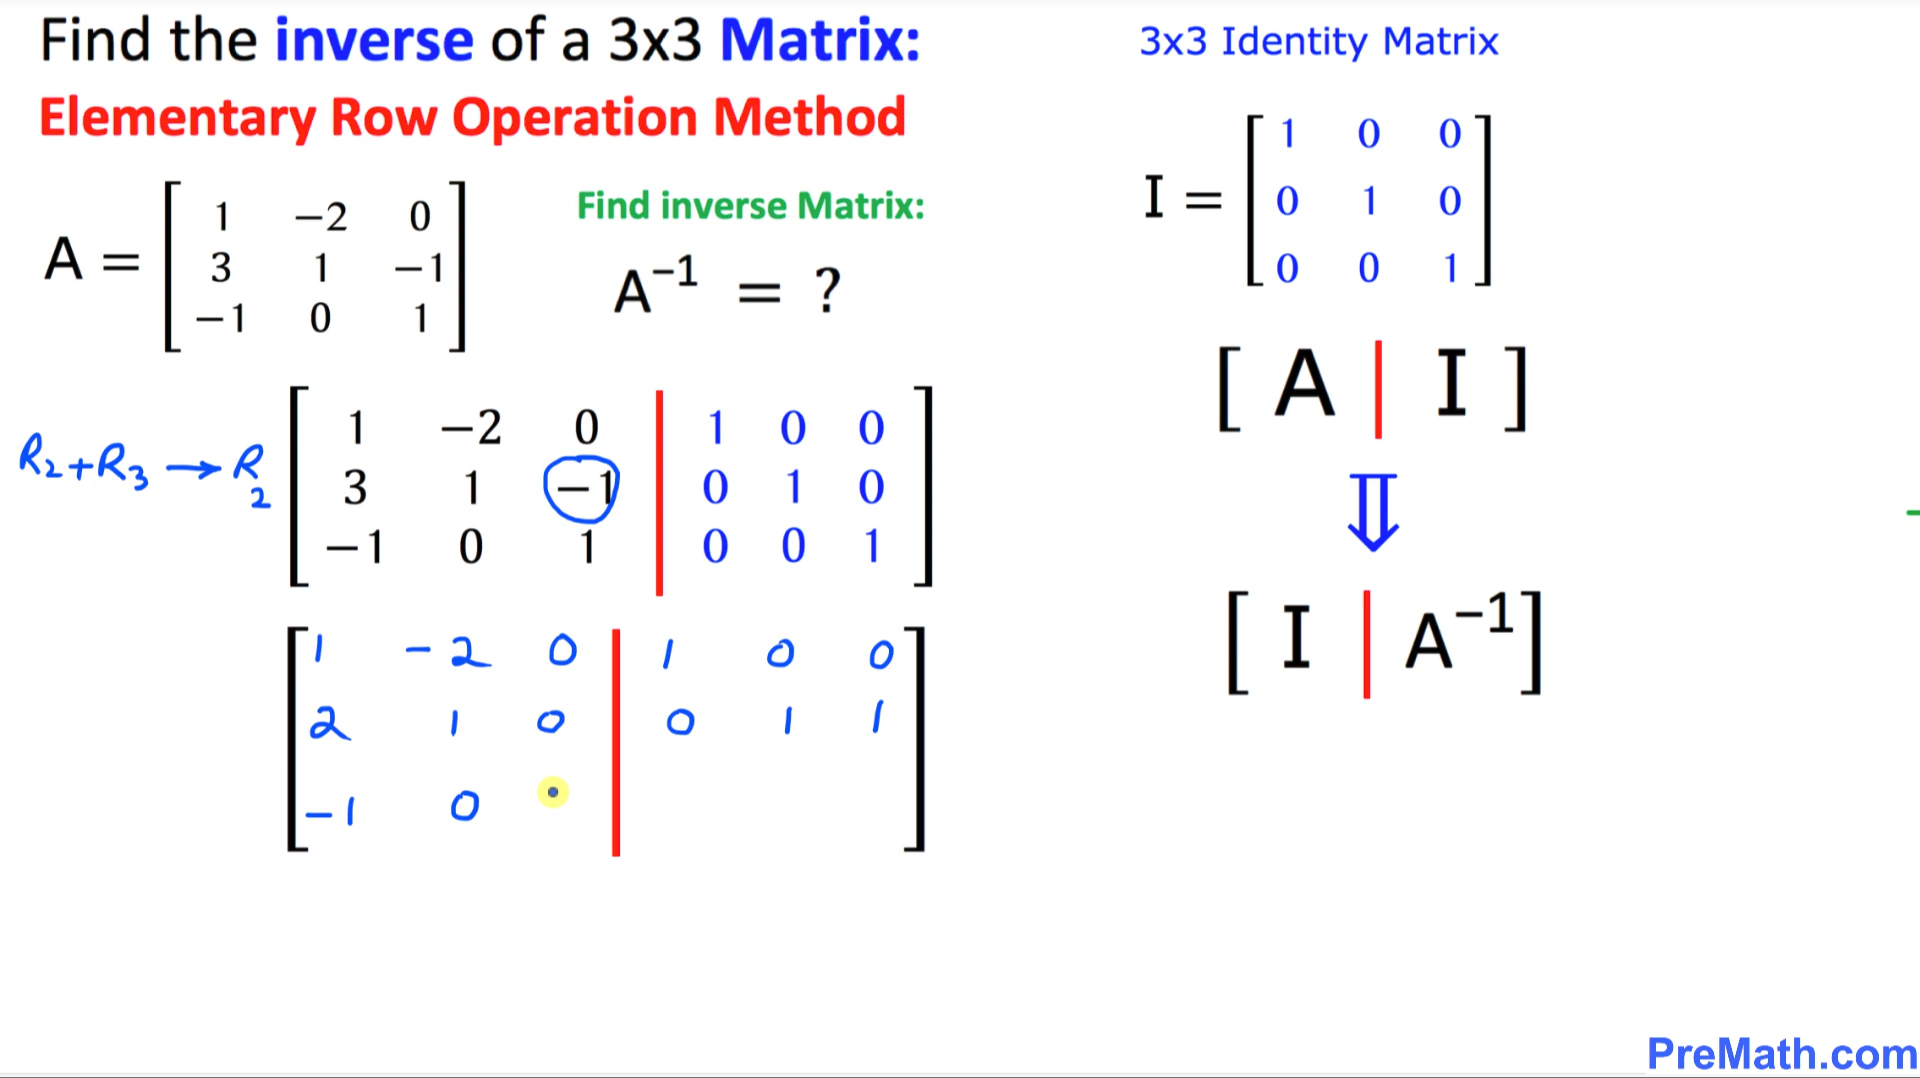 Find the inverse of a 3x3 Matrix:
Elementary Row Operation Method
A = [ 1 −2 0
3 1 −1
−1 0 1 ]
Find inverse Matrix:
A⁻¹ = ?
3x3 Identity Matrix
I = [ 1 0 0
0 1 0
0 0 1 ]
[ A | I ]
⇓
[ I | A⁻¹ ]
R₂+R₃ → R₂
[ 1 −2 0 | 1 0 0
3 1 −1 | 0 1 0
−1 0 1 | 0 0 1 ]
[ 1 −2 0 | 1 0 0
2 1 0 | 0 1 1
−1 0 | ]
PreMath.com